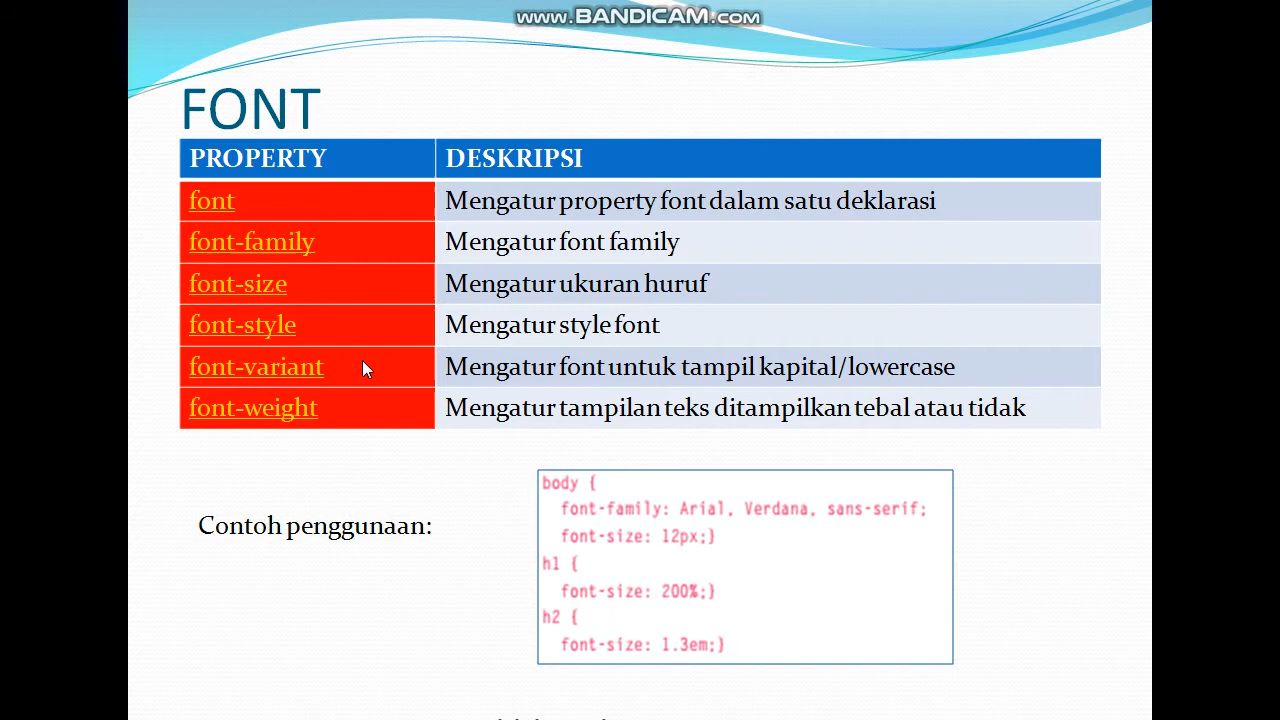 www.BANDICAM.com
FONT
PROPERTY DESKRIPSI
font Mengatur property font dalam satu deklarasi
font-family Mengatur font family
font-size Mengatur ukuran huruf
font-style Mengatur style font
font-variant Mengatur font untuk tampil kapital/lowercase
font-weight Mengatur tampilan teks ditampilkan tebal atau tidak
Contoh penggunaan:
body {
font-family: Arial, Verdana, sans-serif;
font-size: 12px;}
h1 {
font-size: 200%;}
h2 {
font-size: 1.3em;}